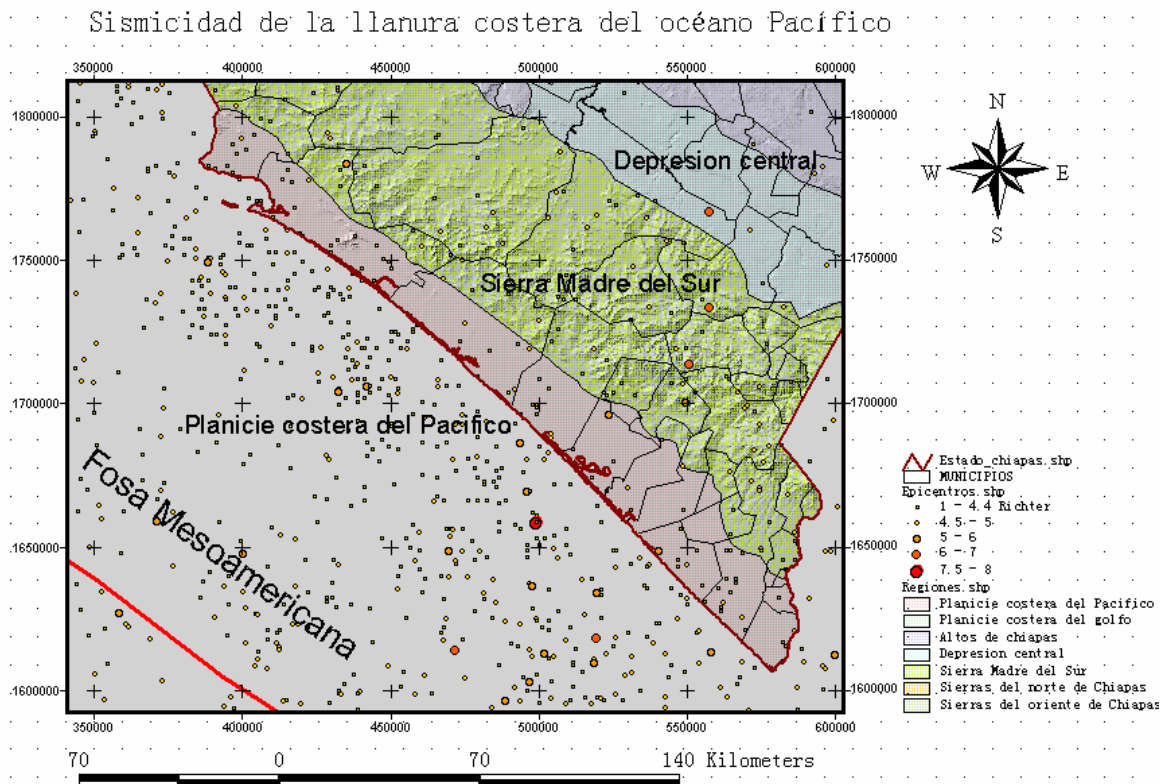 Sismicidad de la llanura costera del océano Pacífico
350000 400000 450000 500000 550000 600000
1800000 1800000
N
Depresion central
W E
S
1750000 1750000
Sierra Madre del Sur
1700000 1700000
Planicie costera del Pacifico
Fosa Mesoamericana
1650000 1650000
1600000 1600000
350000 400000 450000 500000 550000 600000
Estado_chiapas.shp
MUNICIPIOS
Epicentros.shp
1 - 4.4 Richter
4.5 - 5
5 - 6
6 - 7
7.5 - 8
Regiones.shp
Planicie costera del Pacifico
Planicie costera del golfo
Altos de chiapas
Depresion central
Sierra Madre del Sur
Sierras del norte de Chiapas
Sierras del oriente de Chiapas
70 0 70 140 Kilometers